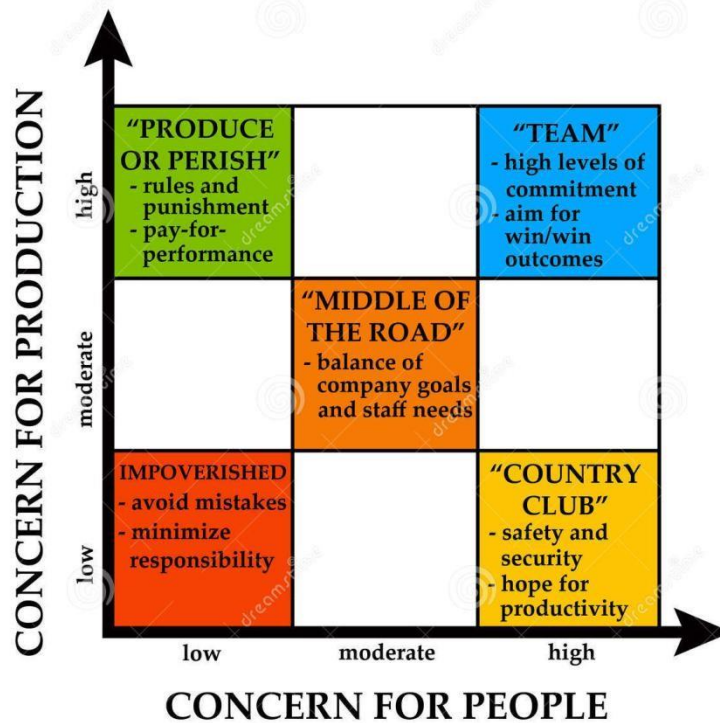 CONCERN FOR PRODUCTION
high
moderate
low
“PRODUCE
OR PERISH”
- rules and
punishment
- pay-for-
performance
“TEAM”
- high levels of
commitment
- aim for
win/win
outcomes
“MIDDLE OF
THE ROAD”
- balance of
company goals
and staff needs
IMPOVERISHED
- avoid mistakes
- minimize
responsibility
“COUNTRY
CLUB”
- safety and
security
- hope for
productivity
low
moderate
high
CONCERN FOR PEOPLE